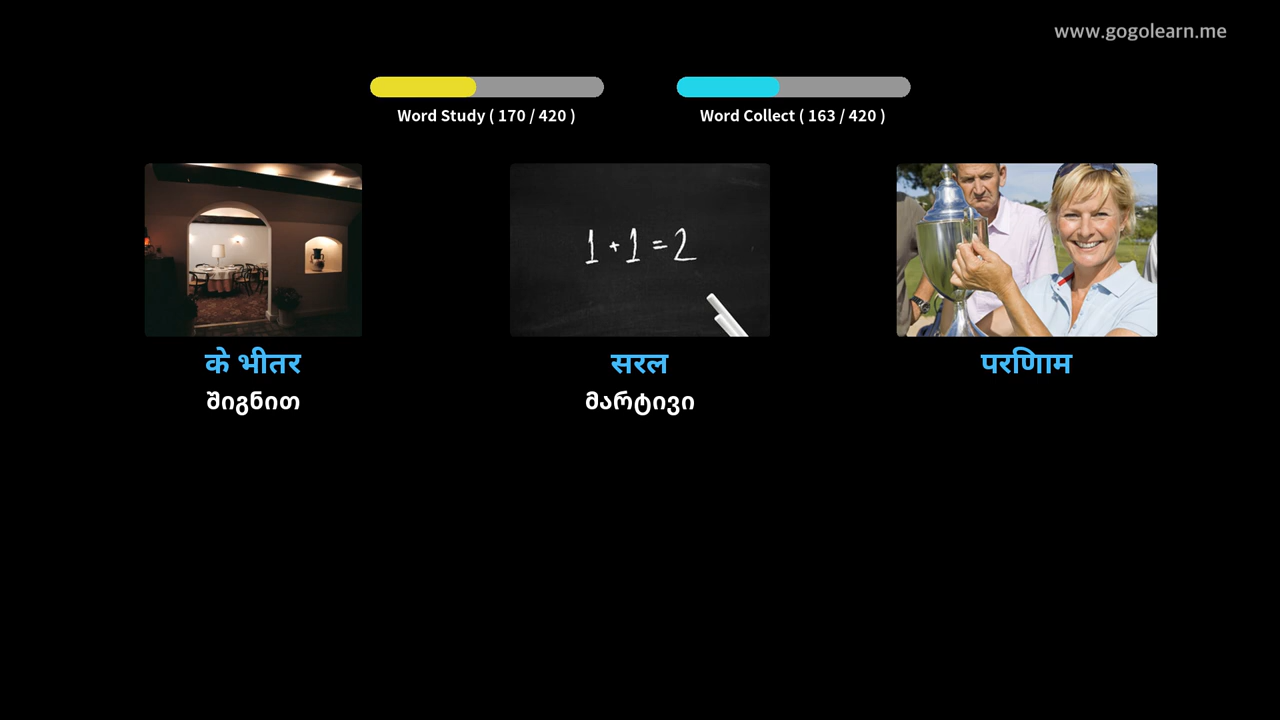 www.gogolearn.me
Word Study ( 170 / 420 )
Word Collect ( 163 / 420 )
1 + 1 = 2
के भीतर
सरल
परिणाम
შიგნით
მარტივი